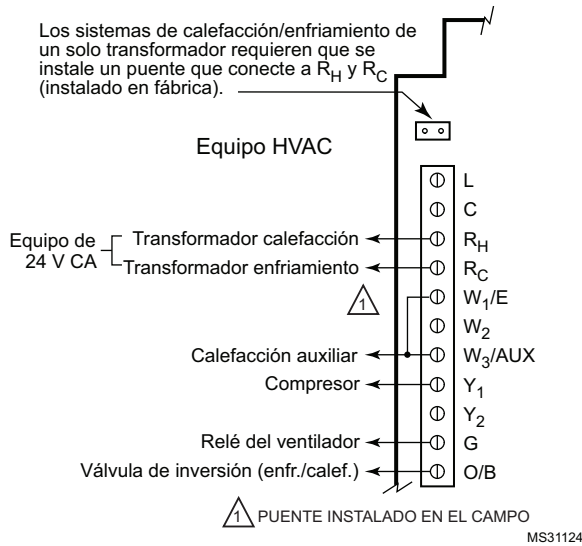 Los sistemas de calefacción/enfriamiento de
un solo transformador requieren que se
instale un puente que conecte a RH y RC
(instalado en fábrica).
Equipo HVAC
L
C
Equipo de
24 V CA
Transformador calefacción
RH
Transformador enfriamiento
RC
1
W1/E
W2
Calefacción auxiliar
W3/AUX
Compresor
Y1
Y2
Relé del ventilador
G
Válvula de inversión (enfr./calef.)
O/B
1 PUENTE INSTALADO EN EL CAMPO
MS31124